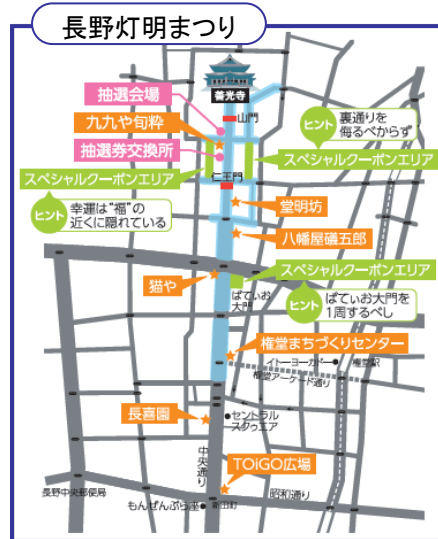 長野灯明まつり
善光寺
抽選会場
山門
九九や旬粋
ヒント
裏通りを
侮るべからず
抽選券交換所
スペシャルクーポンエリア
スペシャルクーポンエリア
仁王門
ヒント
幸運は“福”の
近くに隠れている
堂明坊
八幡屋礒五郎
猫や
スペシャルクーポンエリア
ぱてぃお
大門
ヒント
ぱてぃお大門を
1周するべし
権堂まちづくりセンター
イトーヨーカドー
権堂駅
権堂アーケード通り
長喜園
セントラル
スクゥエア
中央通り
TOiGO広場
長野中央郵便局
昭和通り
もんぜんぷら座
新田町